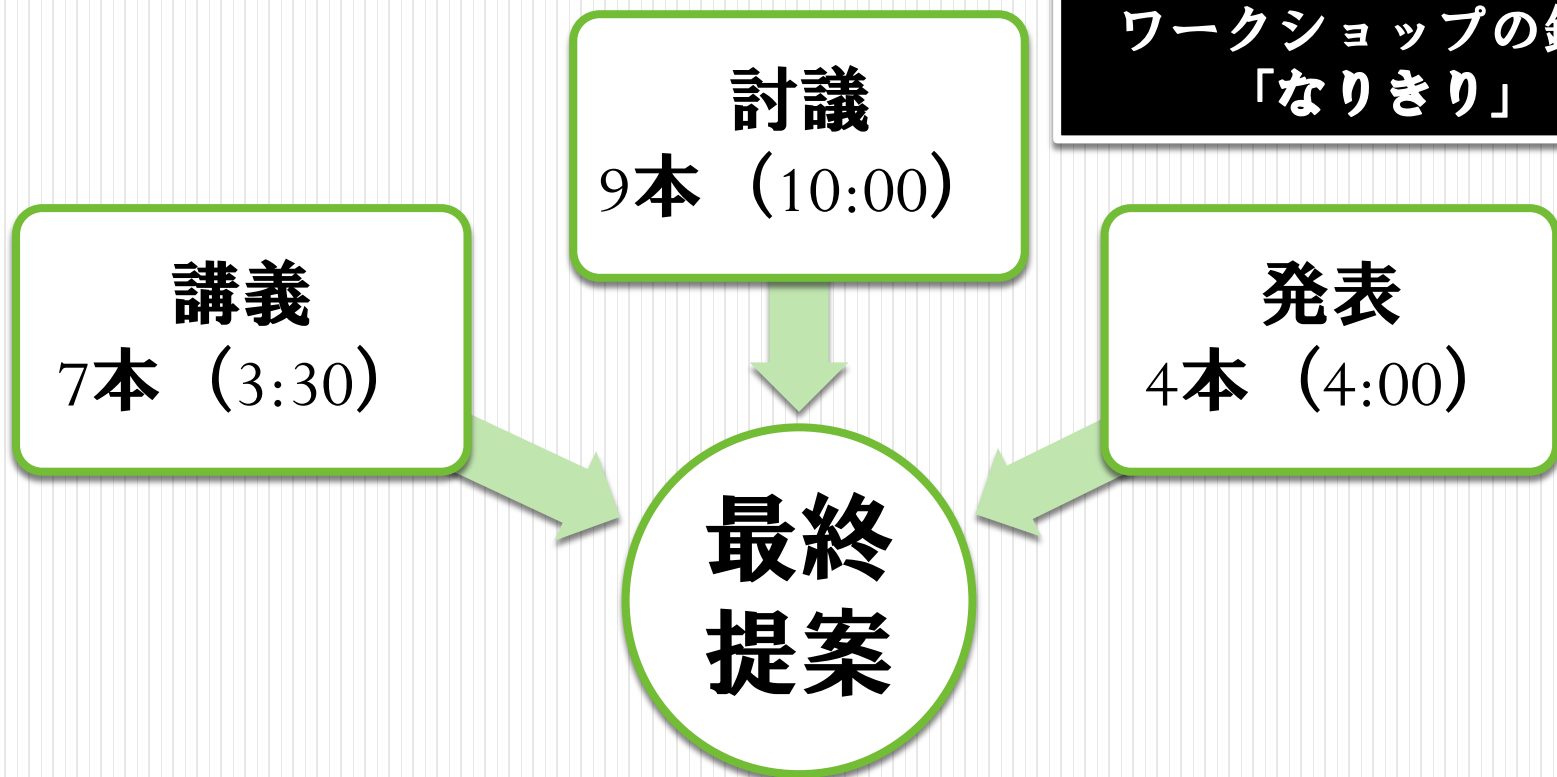 ワークショップの
「なりきり」
討議
9本（10:00）
講義
7本（3:30）
発表
4本（4:00）
最終
提案